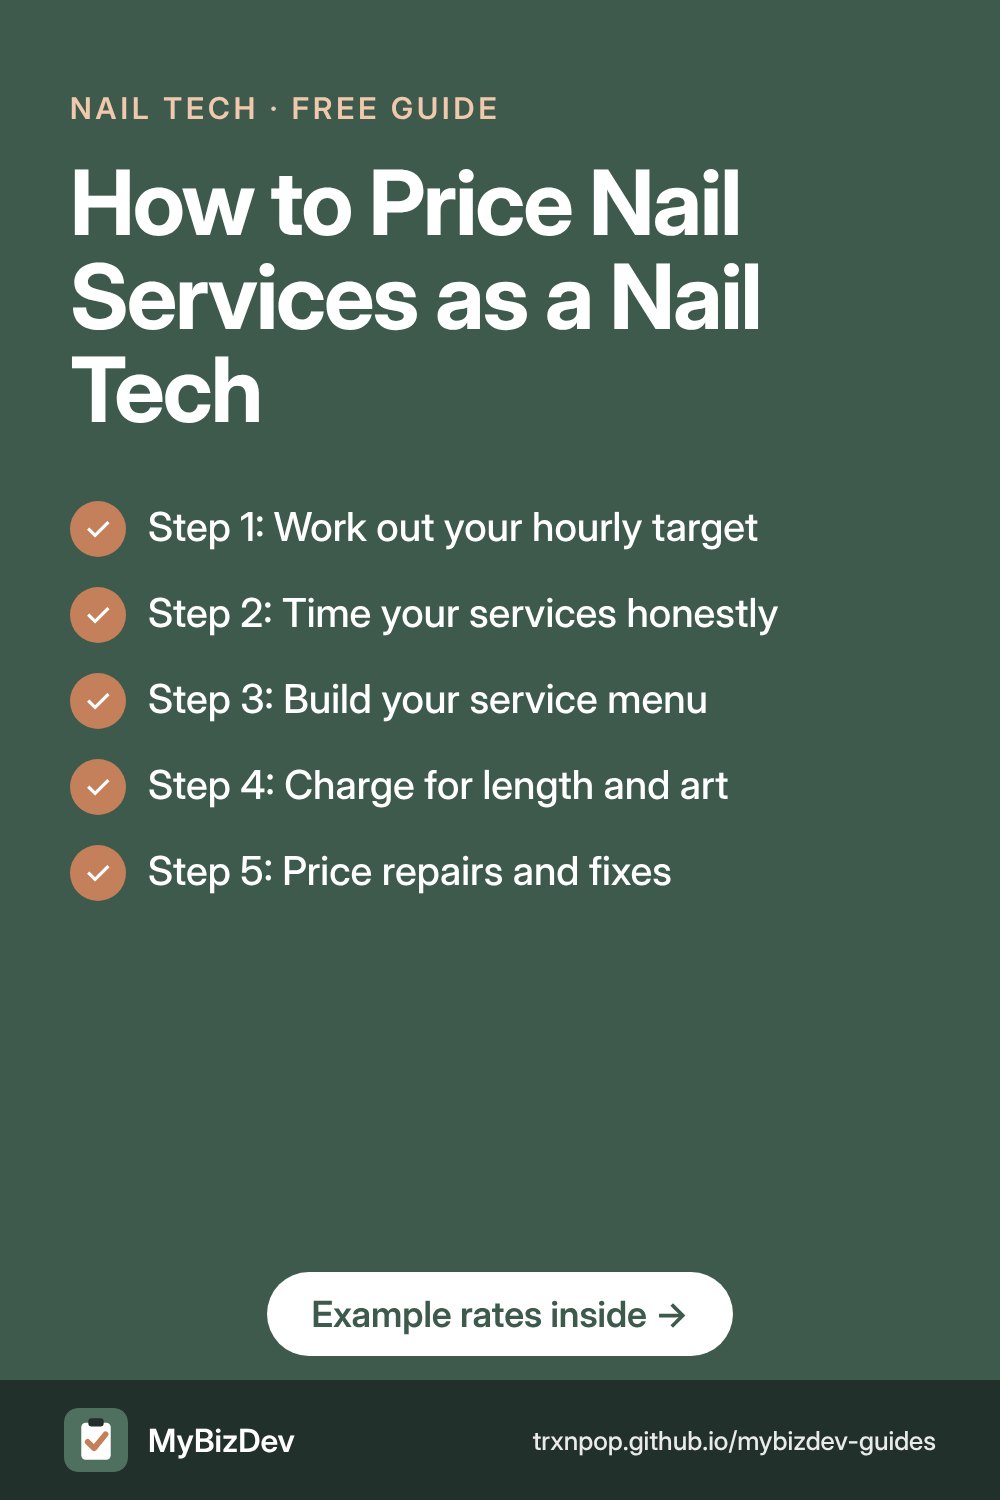 NAIL TECH · FREE GUIDE
How to Price Nail
Services as a Nail
Tech
Step 1: Work out your hourly target
Step 2: Time your services honestly
Step 3: Build your service menu
Step 4: Charge for length and art
Step 5: Price repairs and fixes
Example rates inside →
MyBizDev
trxnpop.github.io/mybizdev-guides